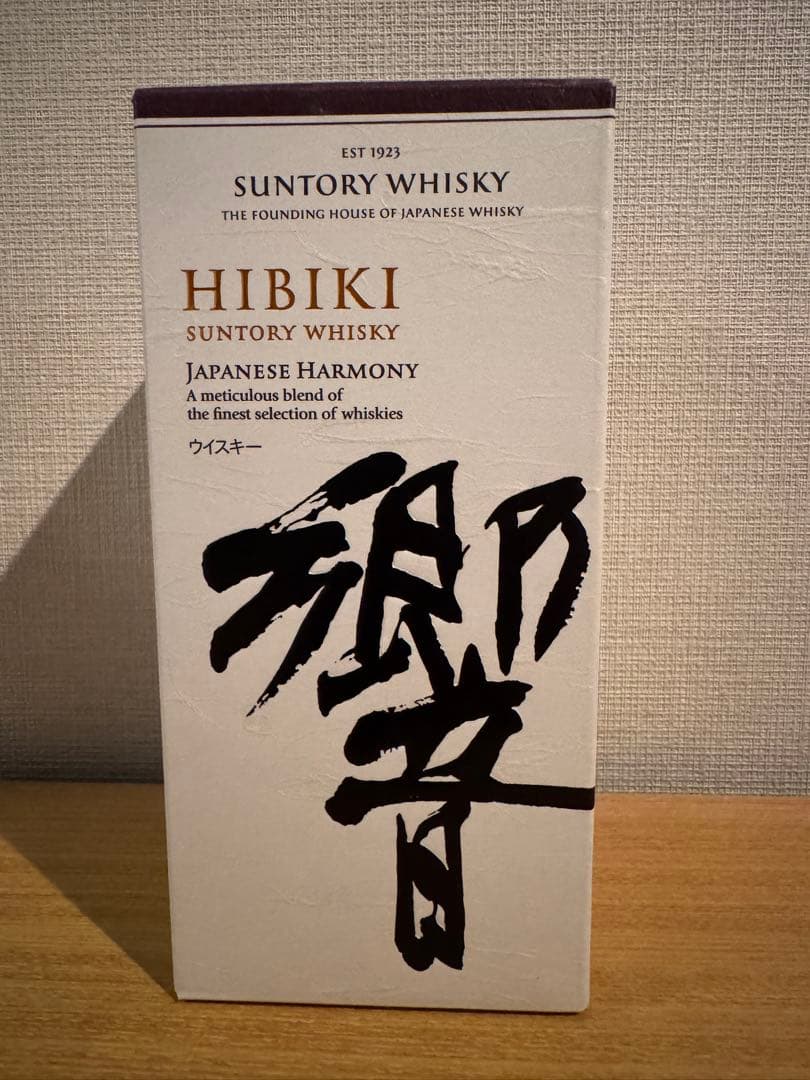 EST 1923
SUNTORY WHISKY
THE FOUNDING HOUSE OF JAPANESE WHISKY
HIBIKI
SUNTORY WHISKY
JAPANESE HARMONY
A meticulous blend of
the finest selection of whiskies
ウイスキー
響